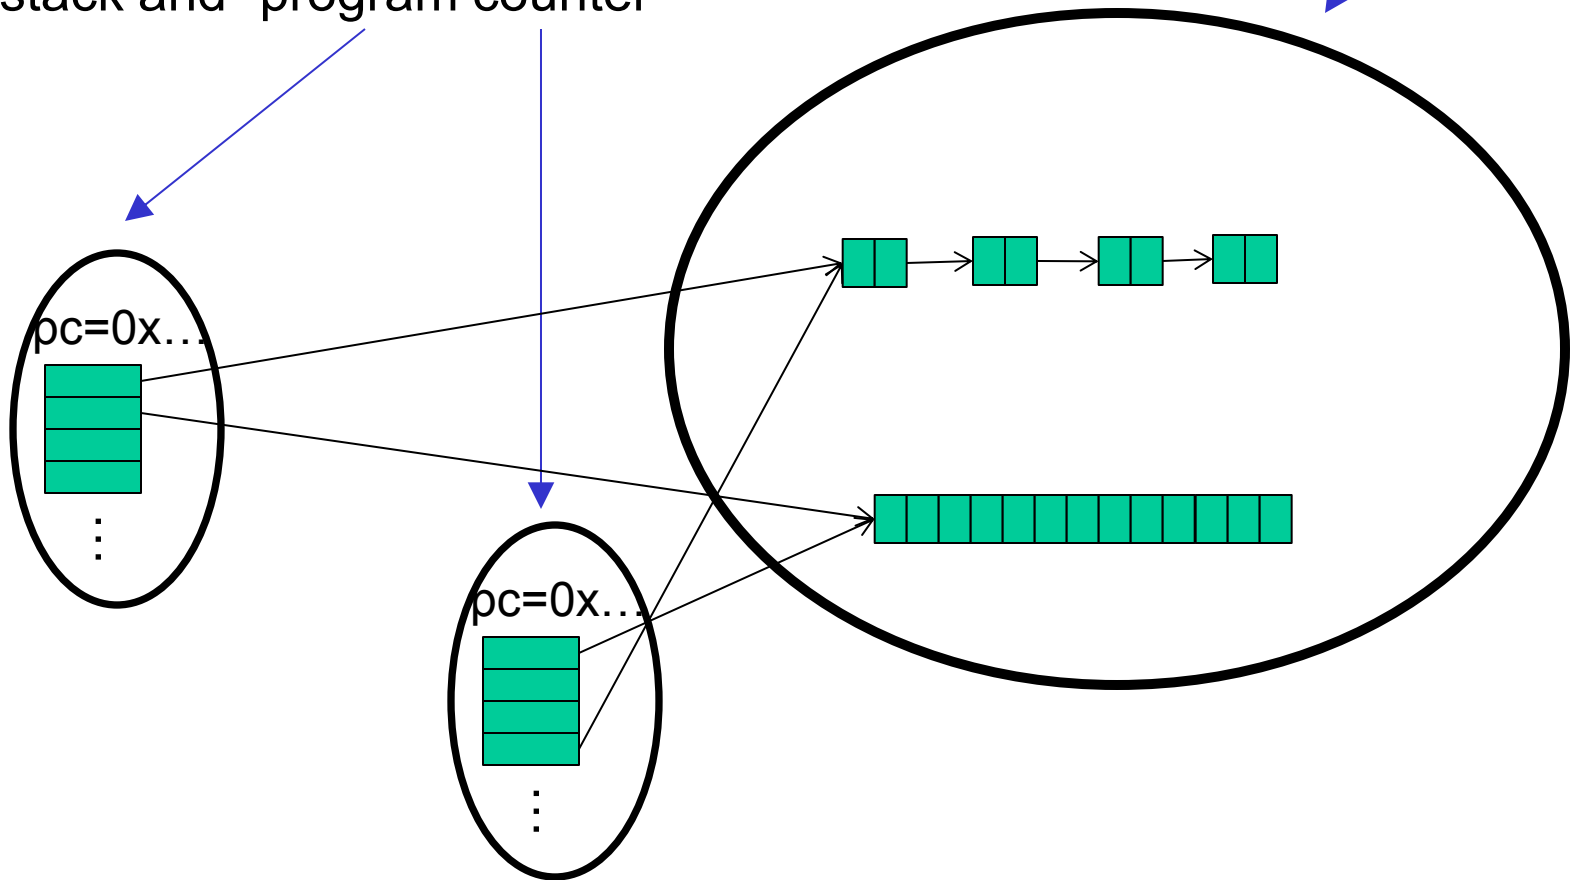 stack and program counter
pc=0x…
pc=0x…